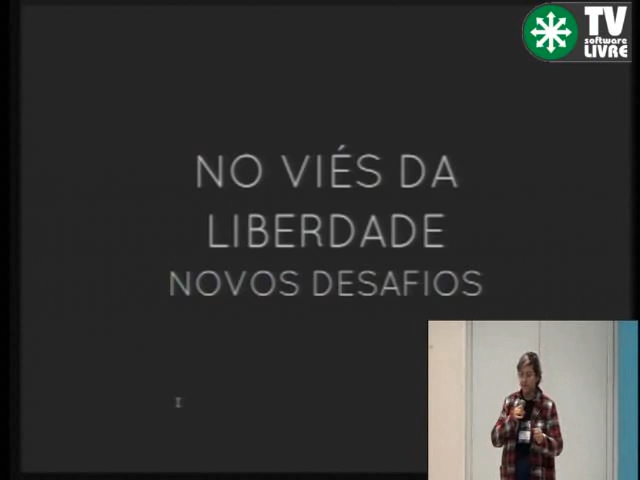 TV
software
LIVRE
NO VIÉS DA
LIBERDADE
NOVOS DESAFIOS